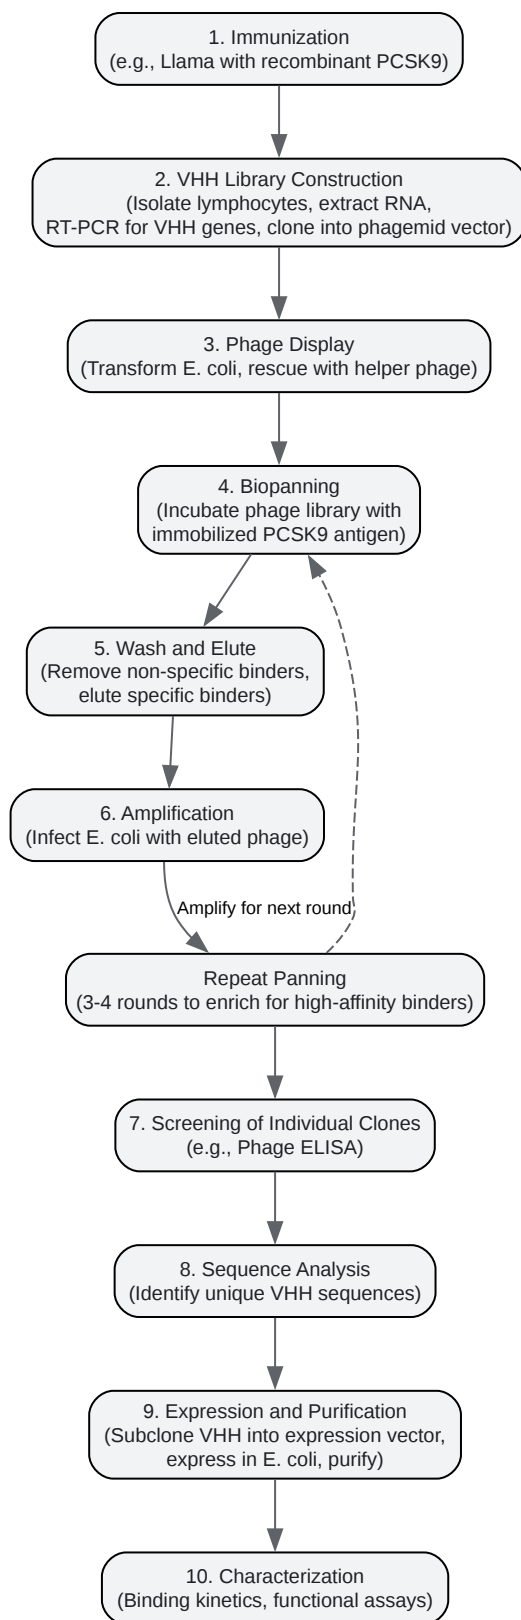 1. Immunization
(e.g., Llama with recombinant PCSK9)
2. VHH Library Construction
(Isolate lymphocytes, extract RNA,
RT-PCR for VHH genes, clone into phagemid vector)
3. Phage Display
(Transform E. coli, rescue with helper phage)
4. Biopanning
(Incubate phage library with
immobilized PCSK9 antigen)
5. Wash and Elute
(Remove non-specific binders,
elute specific binders)
6. Amplification
(Infect E. coli with eluted phage)
Amplify for next round
Repeat Panning
(3-4 rounds to enrich for high-affinity binders)
7. Screening of Individual Clones
(e.g., Phage ELISA)
8. Sequence Analysis
(Identify unique VHH sequences)
9. Expression and Purification
(Subclone VHH into expression vector,
express in E. coli, purify)
10. Characterization
(Binding kinetics, functional assays)